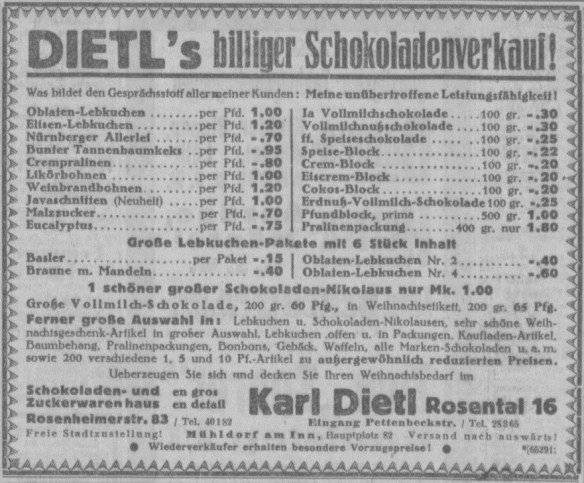 DIETL's billiger Schokoladenverkauf!
Was bildet den Gesprächsstoff aller meiner Kunden: Meine unübertroffene Leistungsfähigkeit!
Oblaten-Lebkuchen ....... per Pfd. 1.00
Elisen-Lebkuchen ........ per Pfd. 1.20
Nürnberger Allerlei ...... per Pfd. -.70
Bunter Tannenbaumkeks .. per Pfd. -.95
Crempralinen ............ per Pfd. -.80
Likörbohnen ............. per Pfd. 1.00
Weinbrandbohnen ........ per Pfd. 1.20
Javaschnitten (Neuheit) .. per Pfd. 1.00
Malzzucker .............. per Pfd. -.70
Eucalyptus .............. per Pfd. -.75
Ia Vollmilchschokolade .... 100 gr. -.30
Vollmilchnußschokolade ... 100 gr. -.30
ff. Speiseschokolade ...... 100 gr. -.25
Speise-Block ............. 100 gr. -.22
Crem-Block .............. 100 gr. -.20
Eiscrem-Block ........... 100 gr. -.20
Cokos-Block ............. 100 gr. -.20
Erdnuß-Vollmilch-Schokolade 100 gr. -.25
Pfundblock, prima ........ 500 gr. 1.00
Pralinenpackung ...... 400 gr. nur 1.80
Große Lebkuchen-Pakete mit 6 Stück Inhalt
Basler ................ per Paket -.15
Braune m. Mandeln ............ -.40
Oblaten-Lebkuchen Nr. 2 ........ -.40
Oblaten-Lebkuchen Nr. 4 ........ -.60
1 schöner großer Schokoladen-Nikolaus nur Mk. 1.00
Große Vollmilch-Schokolade, 200 gr. 60 Pfg., in Weihnachtsetikett, 200 gr. 65 Pfg.
Ferner große Auswahl in: Lebkuchen u. Schokoladen-Nikolausen, sehr schöne Weih-
nachtsgeschenk-Artikel in großer Auswahl, Lebkuchen offen u. in Packungen, Kaufladen-Artikel,
Baumbehang, Pralinenpackungen, Bonbons, Gebäck, Waffeln, alle Marken-Schokoladen u. a. m.
sowie 200 verschiedene 1, 5 und 10 Pf.-Artikel zu außergewöhnlich reduzierten Preisen.
Ueberzeugen Sie sich und decken Sie Ihren Weihnachtsbedarf im
Schokoladen- und en gros
Zuckerwaren haus en detail
Karl Dietl Rosental 16
Rosenheimerstr. 83 / Tel. 40182
Eingang Pettenbeckstr. / Tel. 26365
Freie Stadtzustellung! Mühldorf am Inn, Hauptplatz 82 Versand nach auswärts!
● Wiederverkäufer erhalten besondere Vorzugspreise! ●